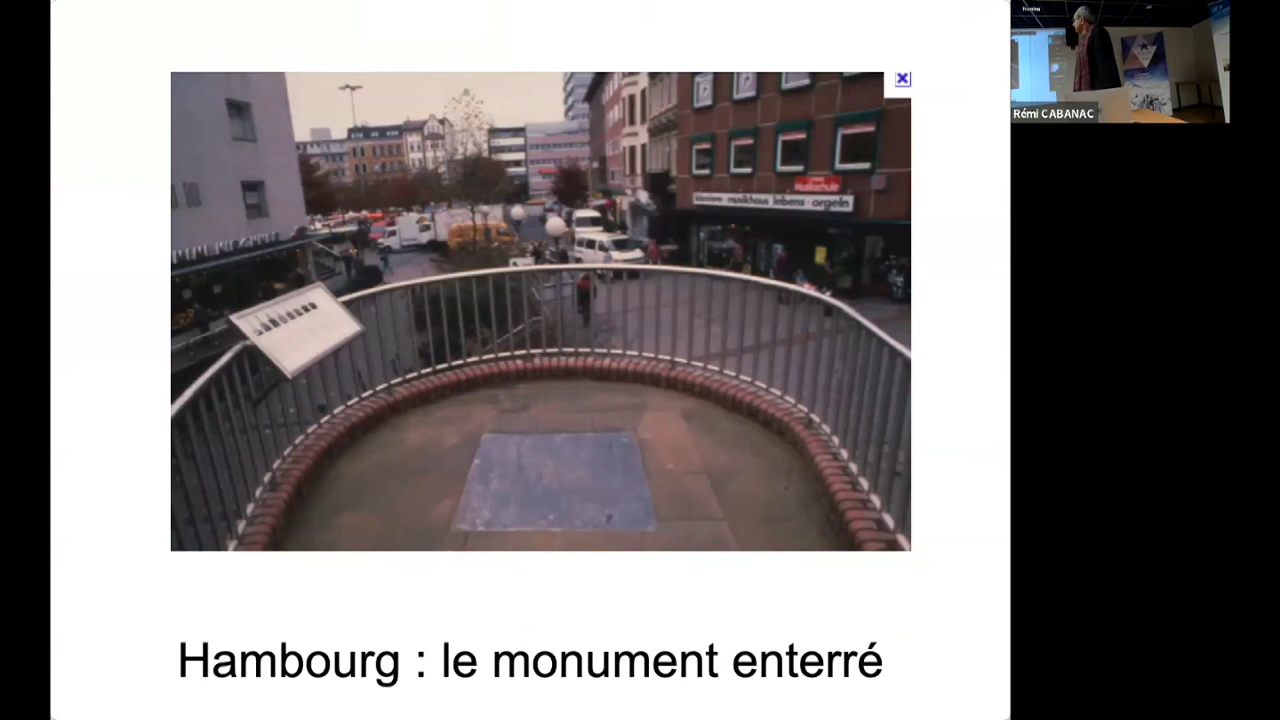 Rémi CABANAC
Musikschule
musikhaus lebens - orgeln
Hambourg : le monument enterré